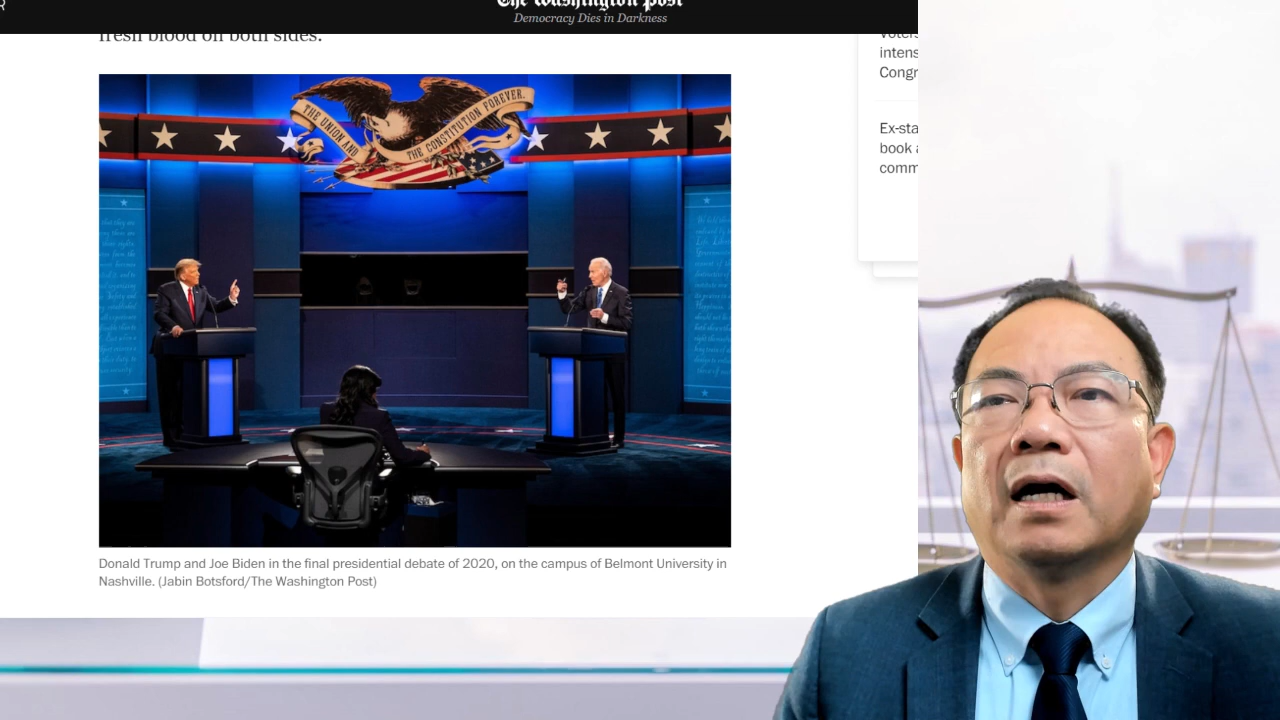 The Washington Post
Democracy Dies in Darkness
fresh blood on both sides.
Voters
intens
Congr
Ex-sta
book a
comm
THE UNION AND
THE CONSTITUTION FOREVER.
Donald Trump and Joe Biden in the final presidential debate of 2020, on the campus of Belmont University in
Nashville. (Jabin Botsford/The Washington Post)